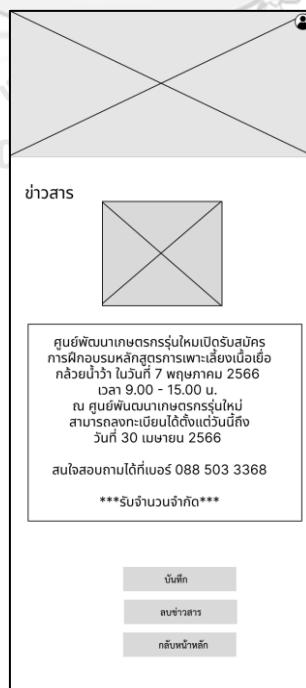 ข่าวสาร
ศูนย์พัฒนาเกษตรกรรุ่นใหม่เปิดรับสมัคร
การฝึกอบรมหลักสูตรการเพาะเลี้ยงเนื้อเยื่อ
กล้วยน้ำว้า ในวันที่ 7 พฤษภาคม 2566
เวลา 9.00 - 15.00 น.
ณ ศูนย์พันฒนาเกษตรกรรุ่นใหม่
สามารถลงทะเบียนได้ตั้งแต่วันนี้ถึง
วันที่ 30 เมษายน 2566
สนใจสอบถามได้ที่เบอร์ 088 503 3368
***รับจำนวนจำกัด***
บันทึก
ลบข่าวสาร
กลับหน้าหลัก